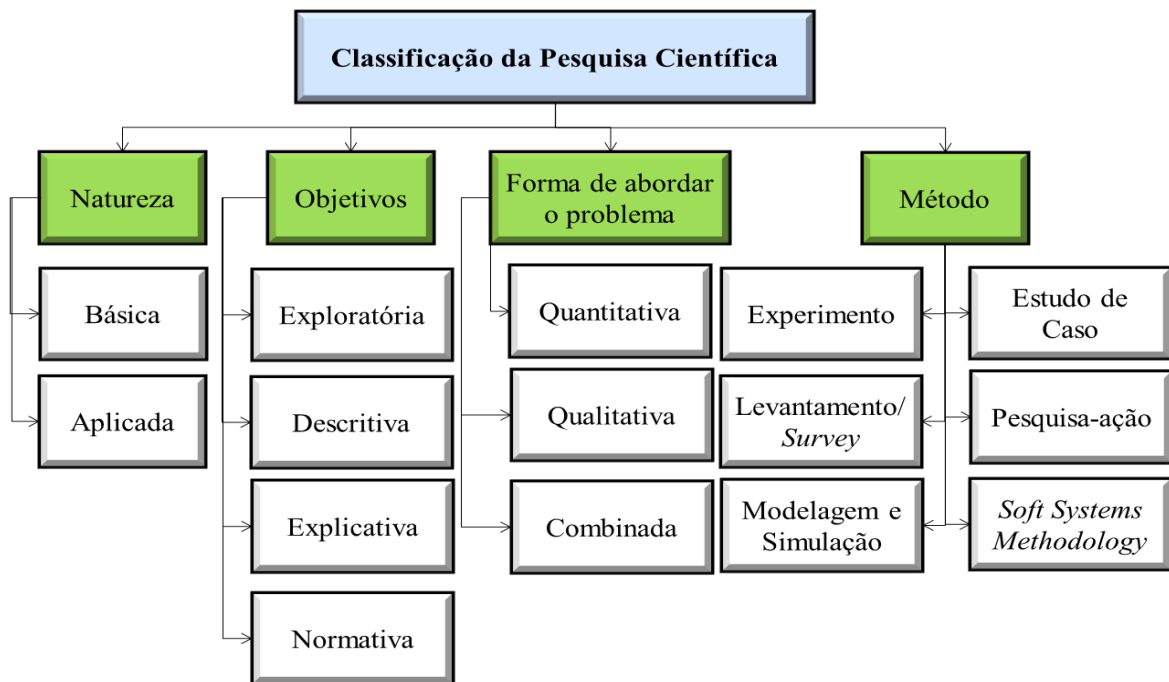 Classificação da Pesquisa Científica
Natureza
Objetivos
Forma de abordar
o problema
Método
Básica
Aplicada
Exploratória
Descritiva
Explicativa
Normativa
Quantitativa
Qualitativa
Combinada
Experimento
Levantamento/
Survey
Modelagem e
Simulação
Estudo de
Caso
Pesquisa-ação
Soft Systems
Methodology